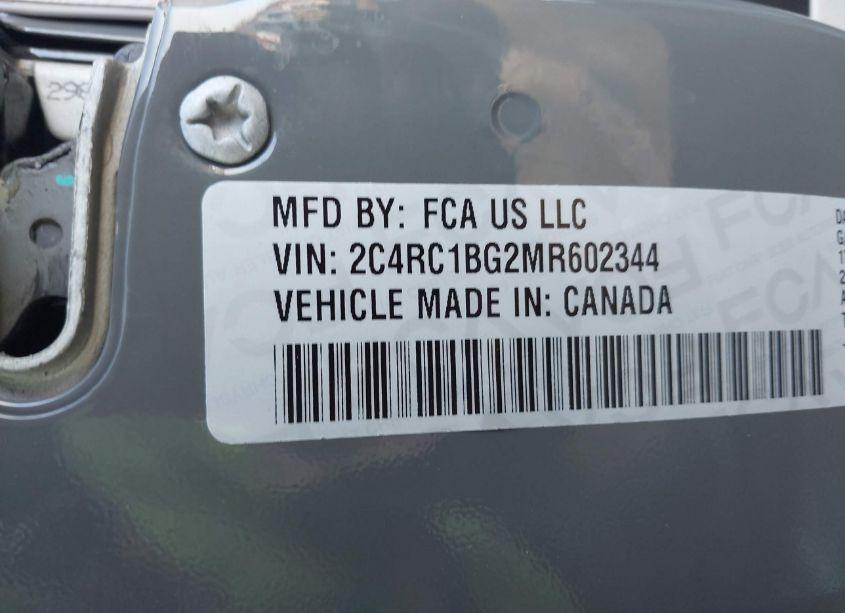 MFD BY: FCA US LLC
VIN: 2C4RC1BG2MR602344
VEHICLE MADE IN: CANADA